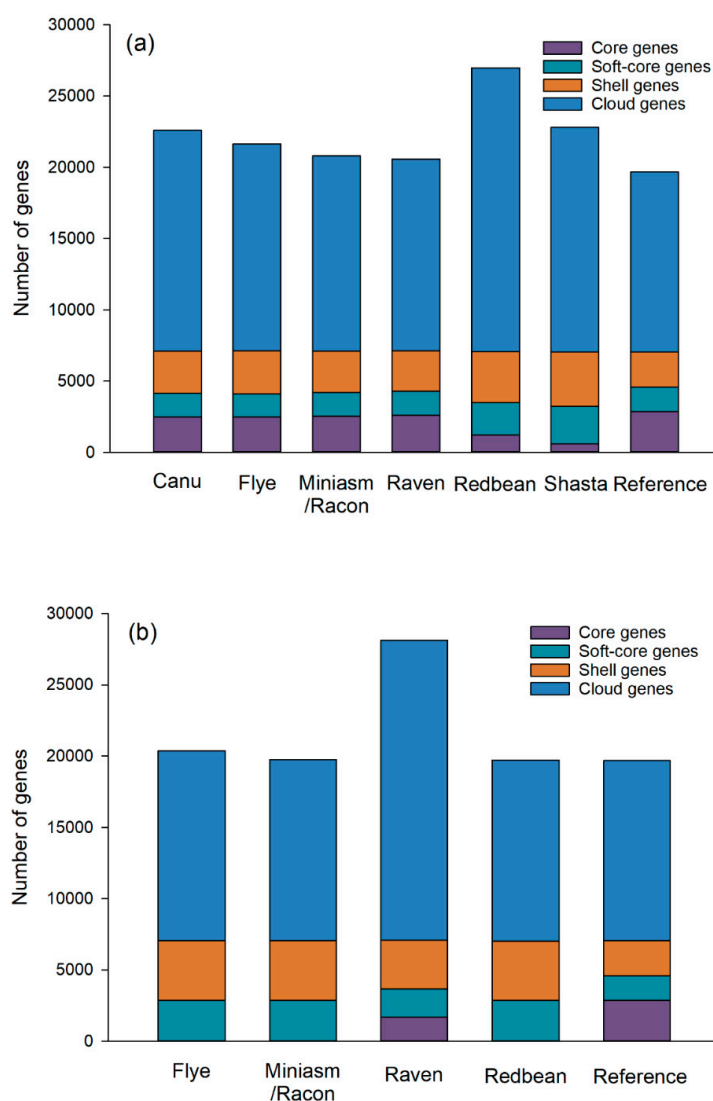 30000
(a)
Core genes
Soft-core genes
Shell genes
Cloud genes
25000
20000
15000
10000
5000
0
Number of genes
Canu
Flye
Miniasm
/Racon
Raven
Redbean
Shasta
Reference
30000
(b)
Core genes
Soft-core genes
Shell genes
Cloud genes
25000
20000
15000
10000
5000
0
Number of genes
Flye
Miniasm
/Racon
Raven
Redbean
Reference